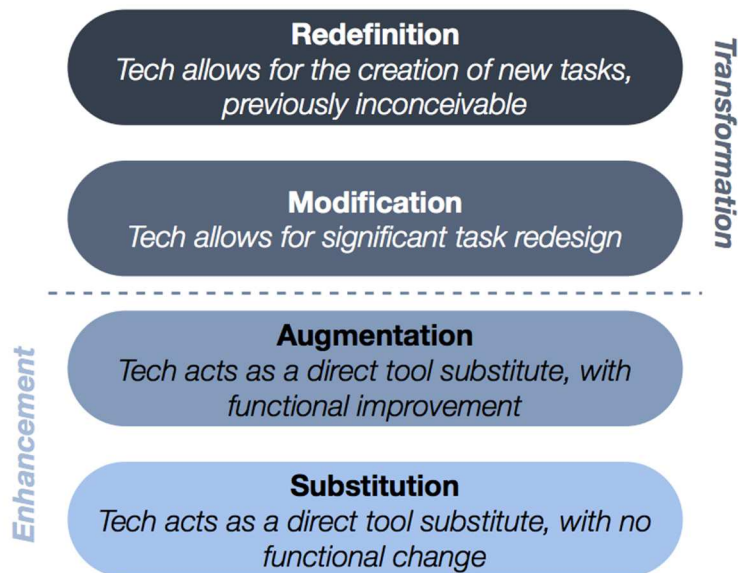 Redefinition
Tech allows for the creation of new tasks,
previously inconceivable
Transformation
Modification
Tech allows for significant task redesign
Augmentation
Tech acts as a direct tool substitute, with
functional improvement
Enhancement
Substitution
Tech acts as a direct tool substitute, with no
functional change